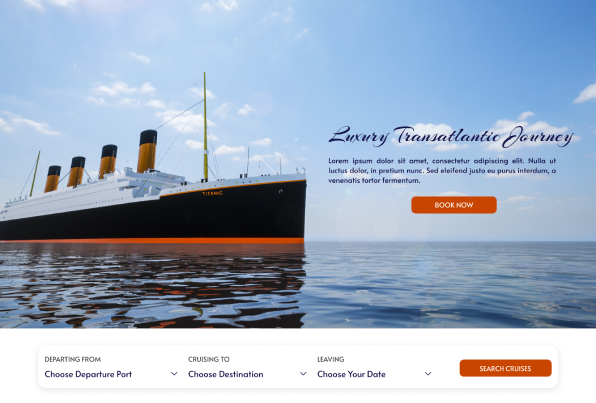 Luxury Transatlantic Journey
Lorem ipsum dolor sit amet, consectetur adipiscing elit. Nulla ut
luctus dolor, in pretium nunc. Sed eleifend justo eu purus interdum, a
venenatis tortor fermentum.
TITANIC
BOOK NOW
DEPARTING FROM
Choose Departure Port
CRUISING TO
Choose Destination
LEAVING
Choose Your Date
SEARCH CRUISES